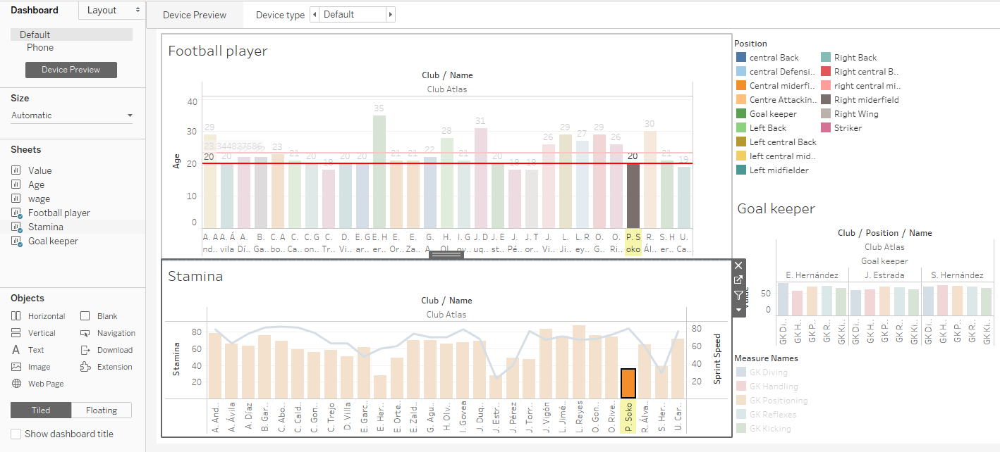 Dashboard
Layout
Device Preview
Device type
Default
Default
Phone
Device Preview
Size
Automatic
Sheets
Value
Age
wage
Football player
Stamina
Goal keeper
Objects
Horizontal
Blank
Vertical
Navigation
Text
Download
Image
Extension
Web Page
Tiled
Floating
Show dashboard title
Football player
Club / Name
Club Atlas
Age
40
30
20
10
0
29 20 23 21 20 18 20 20 35 21 21 22 28 21 31 20 18 18 26 29 27 29 26 20 30 21 19
23.344827586
20
A. A nd..
A. Á vila
A. Dí..
B. Ga..
C. A bo..
C. Ca..
C. G on..
C. Tr..
D. Vi..
E. G ar..
E. H er..
E. Or..
E. Za..
G. A
H. Ol
I. G ov
J. D uq..
J. E st..
J. Pé..
J. T or..
J. Vi..
L. Ji..
L. R ey..
O. G..
O. Ri..
P. S oko
R. Ál..
S. H er..
U. Ca..
Stamina
Club / Name
Club Atlas
Stamina
80
60
40
20
Sprint Speed
80
60
40
20
A. And..
A. Ávila
A. Díaz
B. Gar..
C. Abo..
C. Cald..
C. Gon..
C. Trejo
D. Villa
E. Garc..
E. Her..
E. Orte..
E. Zald..
G. Agu..
H. Olv..
I. Govea
J. Duq..
J. Estr..
J. Pérez
J. Torr..
J. Vigón
L. Jimé..
L. Reyes
O. Gon..
O. Rive..
P. Soko
R. Álva..
S. Her..
U. Car..
Position
central Back
Right Back
central Defensi..
Right central B..
Central miderfi..
right central mi..
Centre Attackin..
Right miderfield
Goal keeper
Right Wing
Left Back
Striker
Left central Back
left central mid..
Left midfielder
Goal keeper
Club / Position / Name
Club Atlas
Goal keeper
E. Hernández
J. Estrada
S. Hernández
50
0
GK Di..
GK H..
GK P..
GK R..
GK Ki..
GK Di..
GK H..
GK P..
GK R..
GK Ki..
GK Di..
GK H..
GK P..
GK R..
GK Ki..
Measure Names
GK Diving
GK Handling
GK Positioning
GK Reflexes
GK Kicking